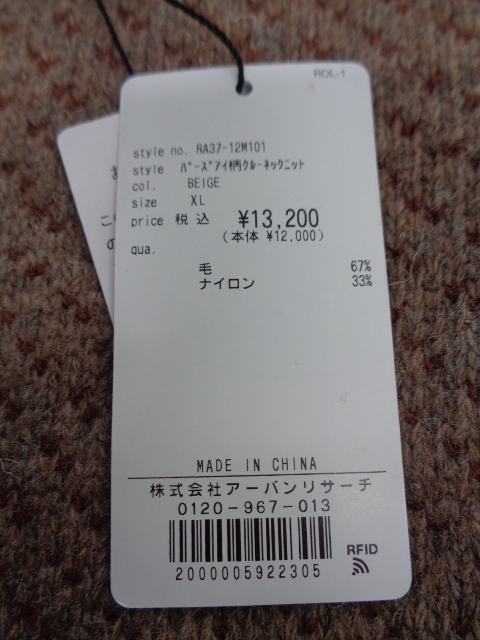 RDL-1
style no. RA37-12M101
style ﾊﾞｰｽﾞｱｲ柄ｸﾙｰﾈｯｸﾆｯﾄ
col. BEIGE
size XL
price 税込 ¥13,200
(本体 ¥12,000)
qua.
毛 67%
ナイロン 33%
MADE IN CHINA
株式会社アーバンリサーチ
0120-967-013
RFID
2000005922305